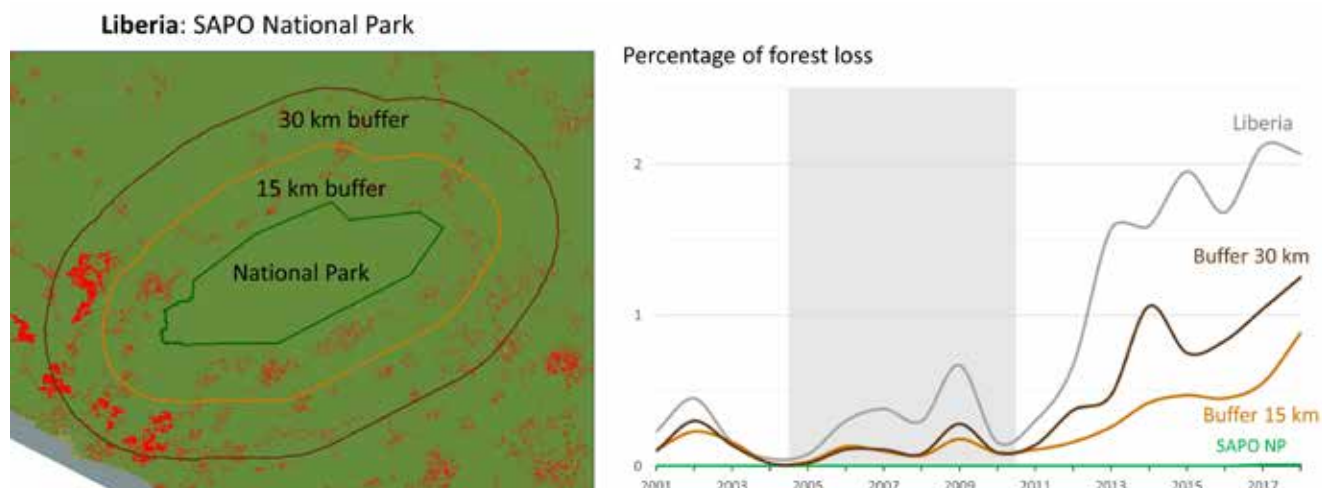 Liberia: SAPO National Park
30 km buffer
15 km buffer
National Park
Percentage of forest loss
Liberia
2
Buffer 30 km
1
Buffer 15 km
SAPO NP
0
2001 2003 2005 2007 2009 2011 2013 2015 2017